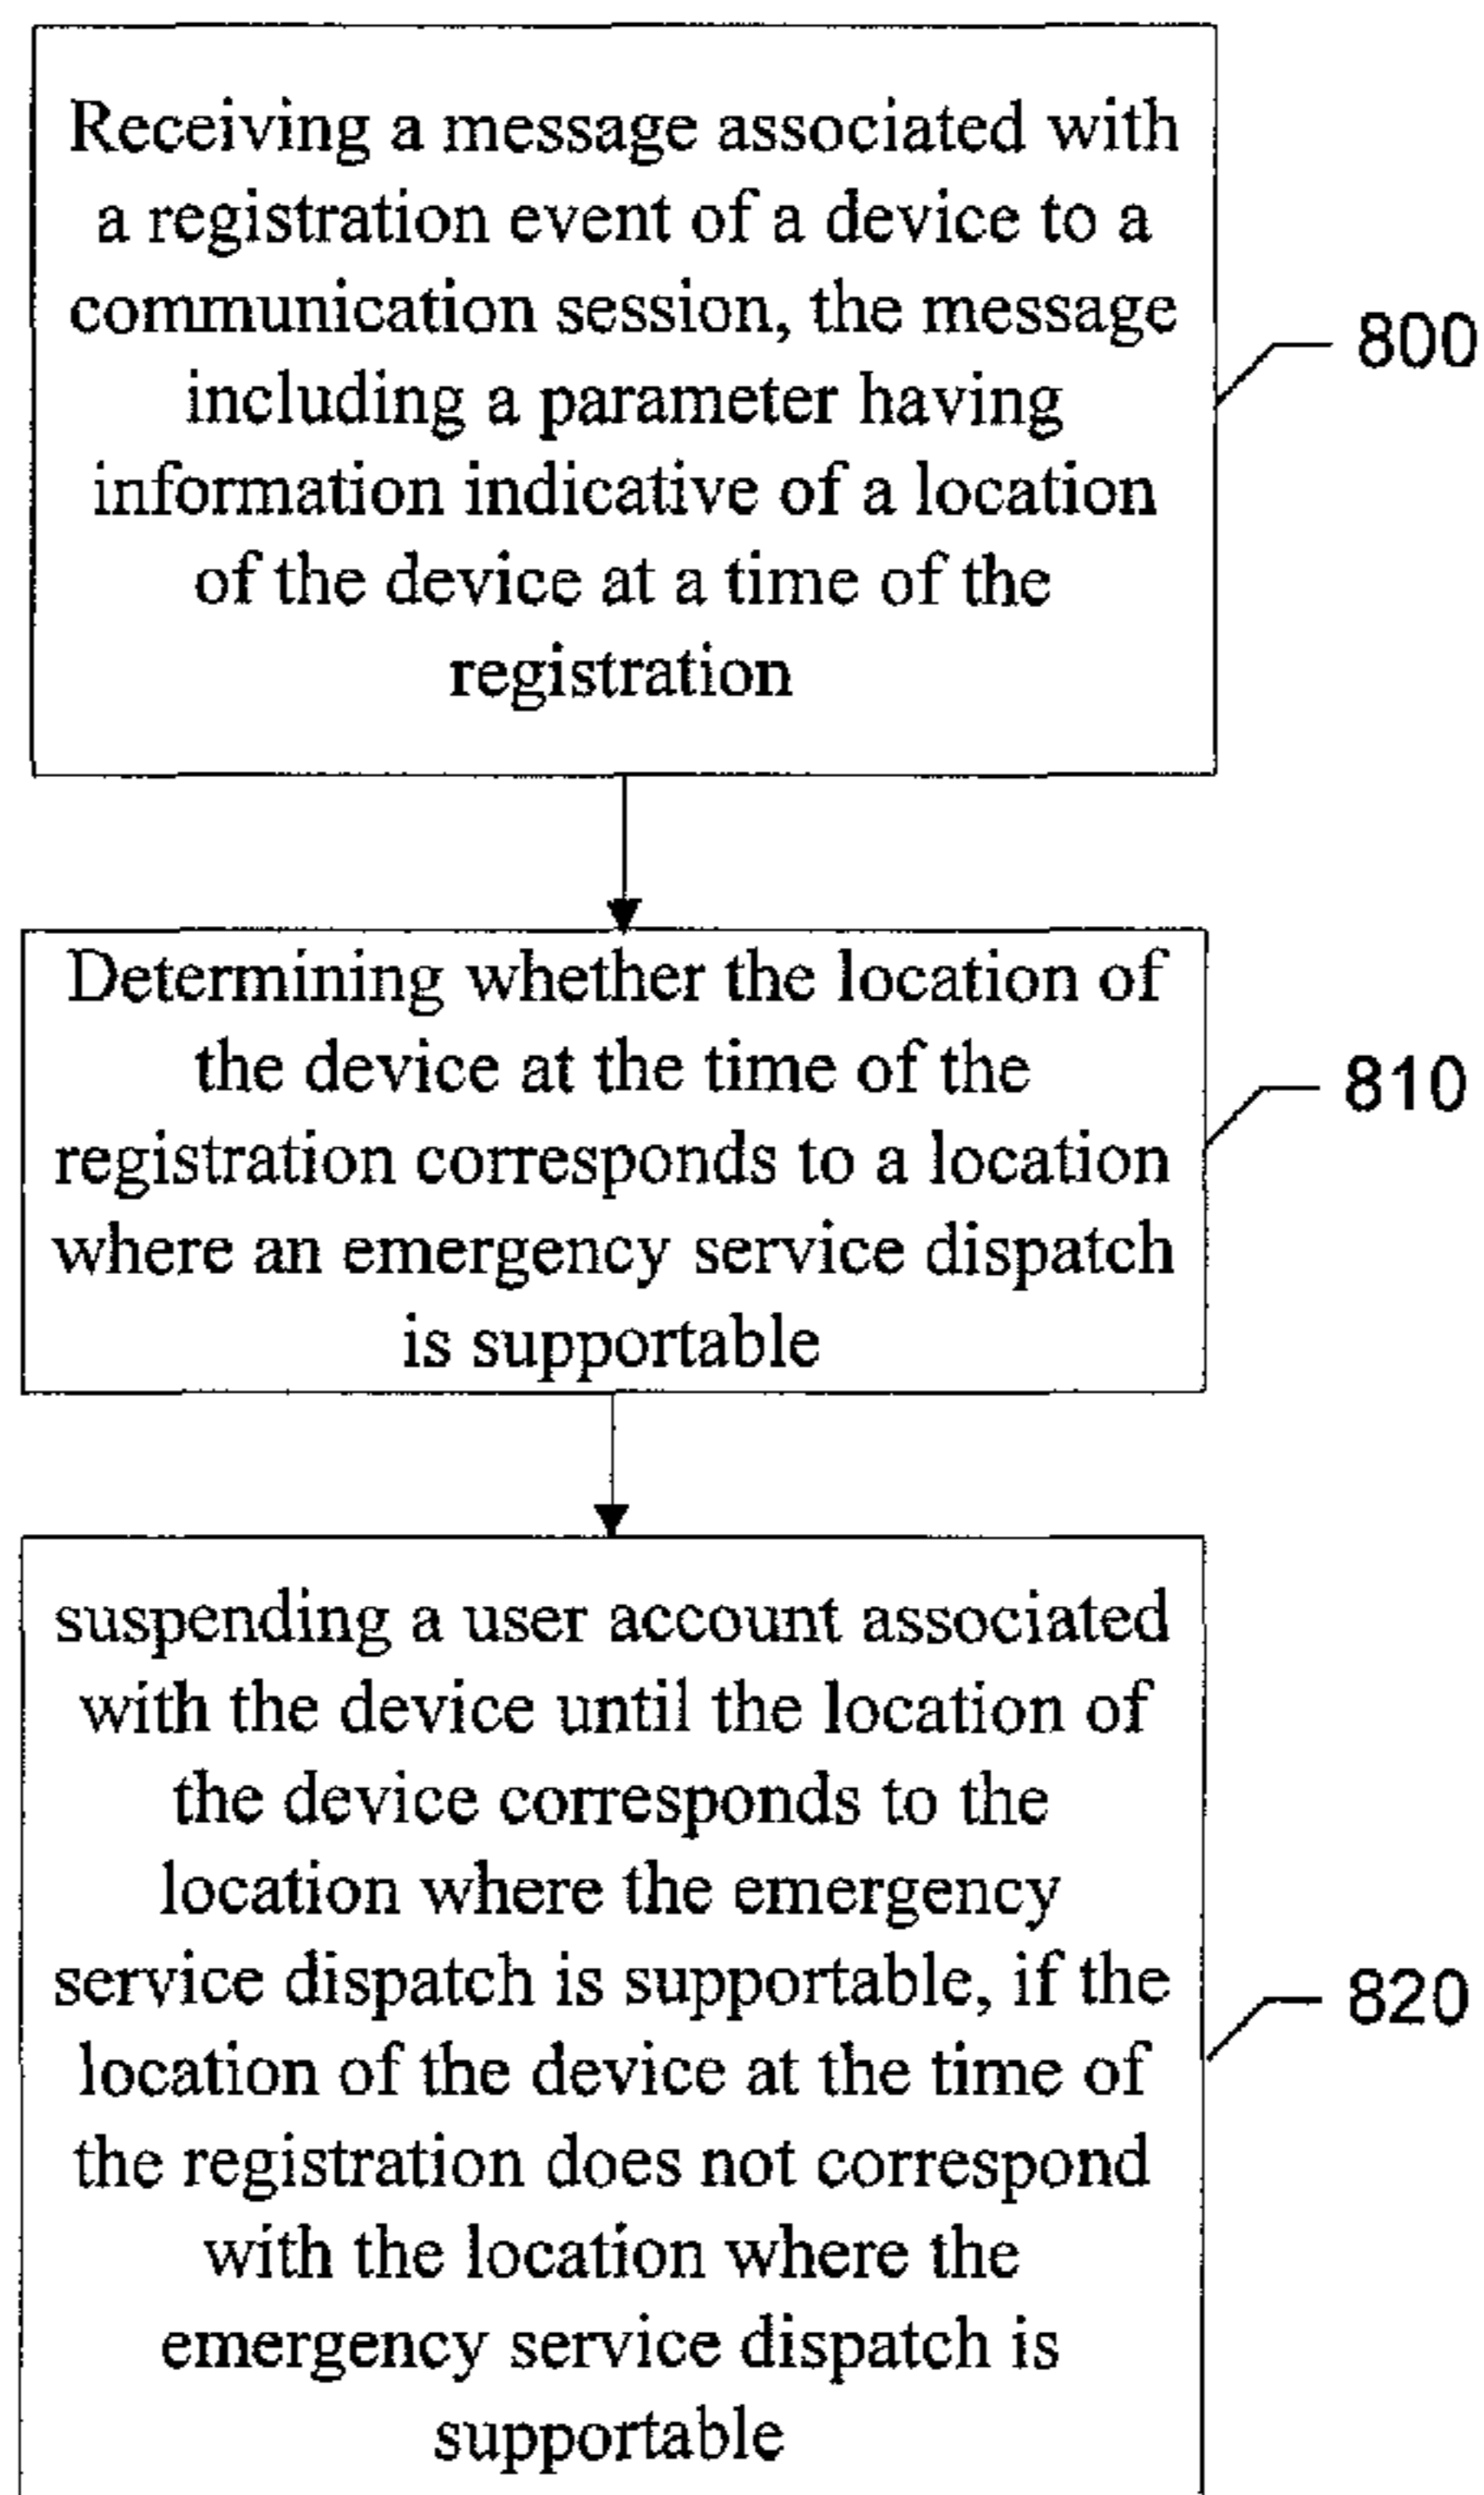 Receiving a message associated with
a registration event of a device to a
communication session, the message
including a parameter having
information indicative of a location
of the device at a time of the
registration
800
Determining whether the location of
the device at the time of the
registration corresponds to a location
where an emergency service dispatch
is supportable
810
suspending a user account associated
with the device until the location of
the device corresponds to the
location where the emergency
service dispatch is supportable, if the
location of the device at the time of
the registration does not correspond
with the location where the
emergency service dispatch is
supportable
820